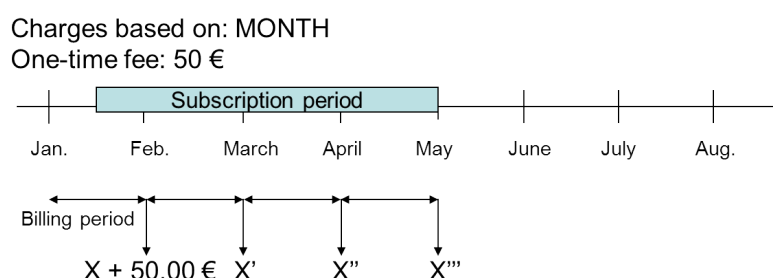 Charges based on: MONTH
One-time fee: 50 €
Subscription period
Jan. Feb. March April May June July Aug.
Billing period
X + 50.00 € X’ X’’ X’’’